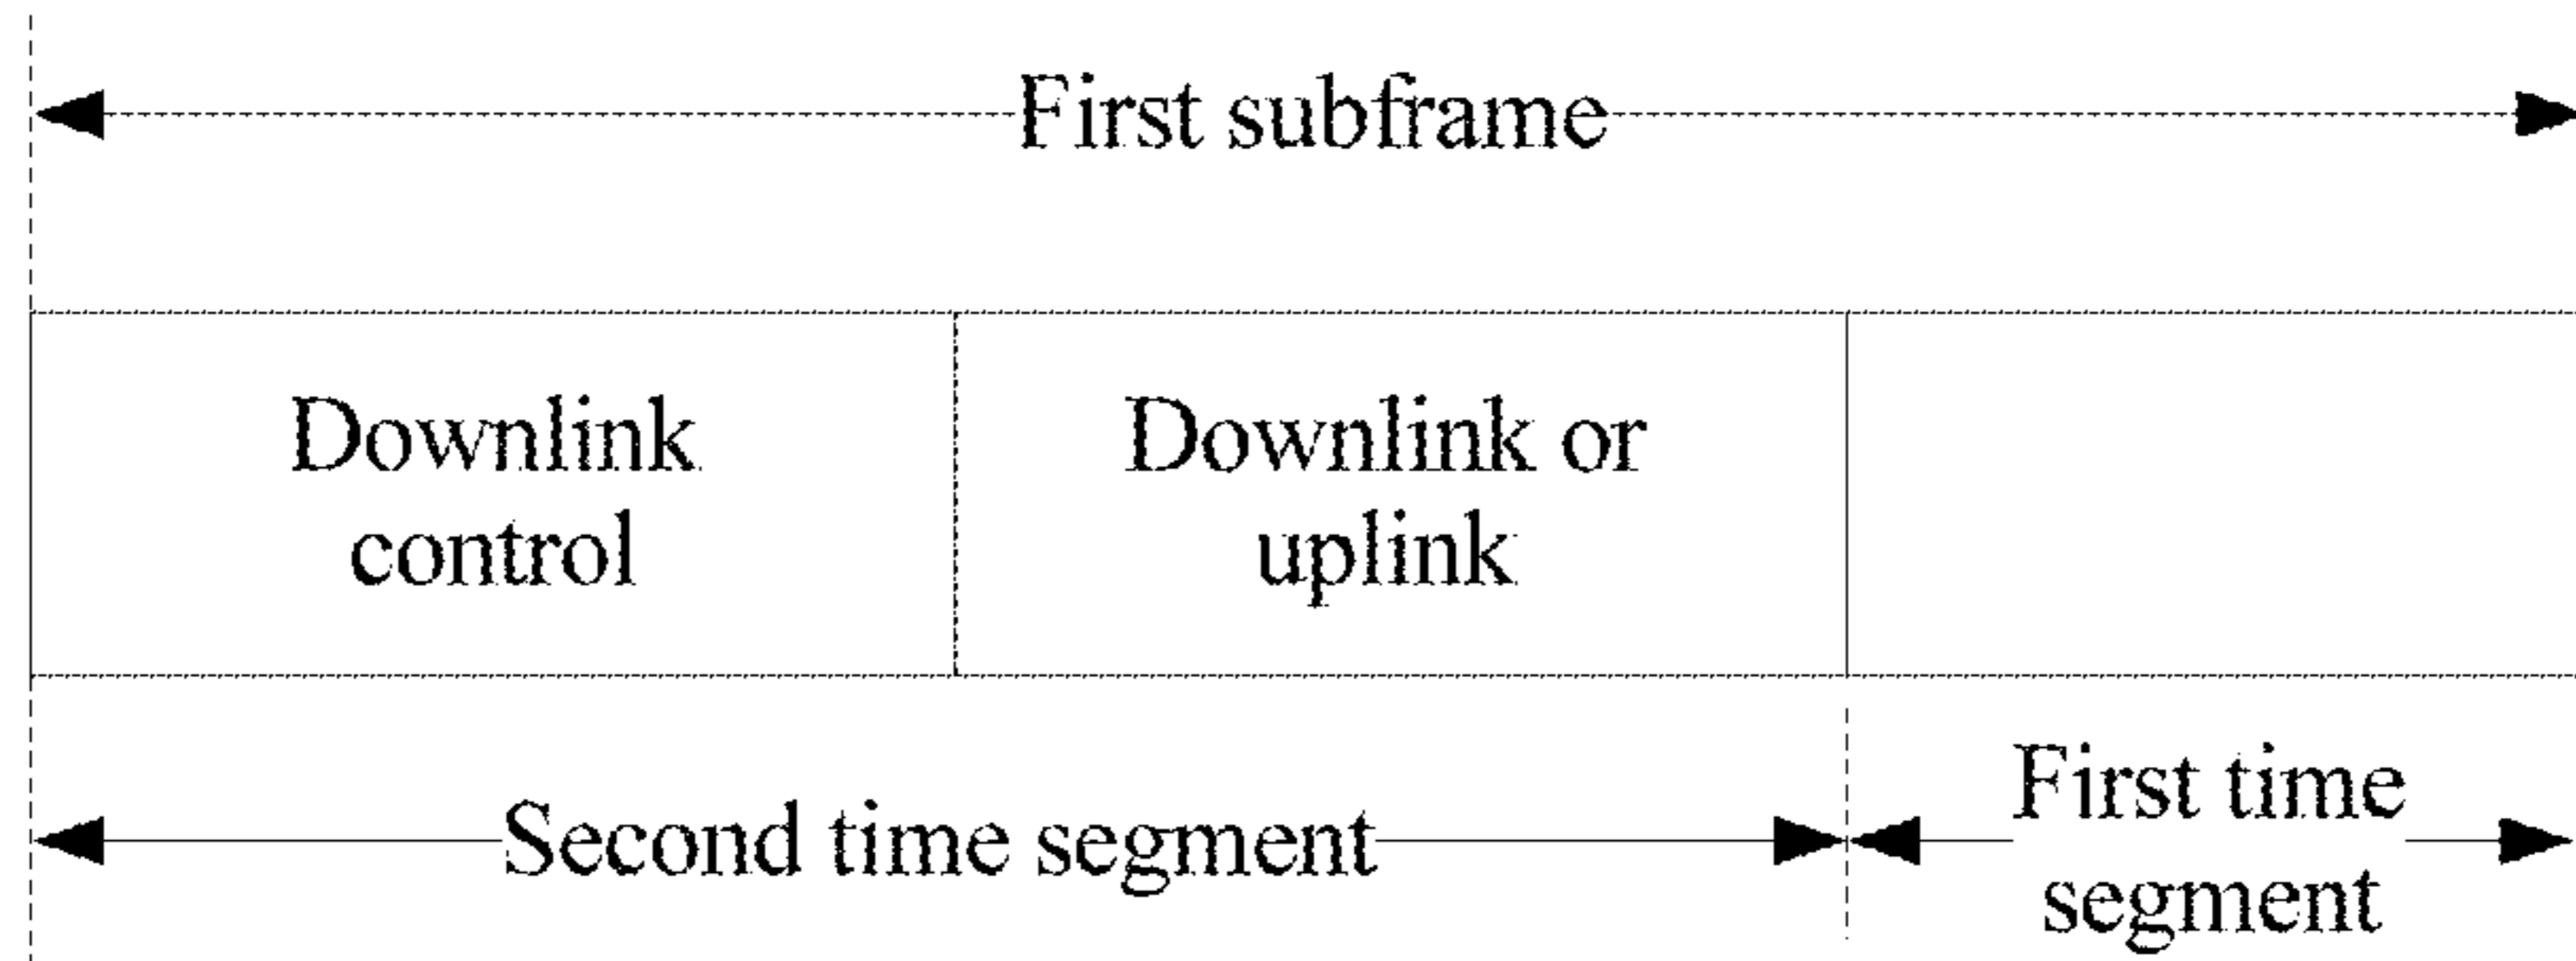 First subframe
Downlink
control
Downlink or
uplink
Second time segment
First time
segment